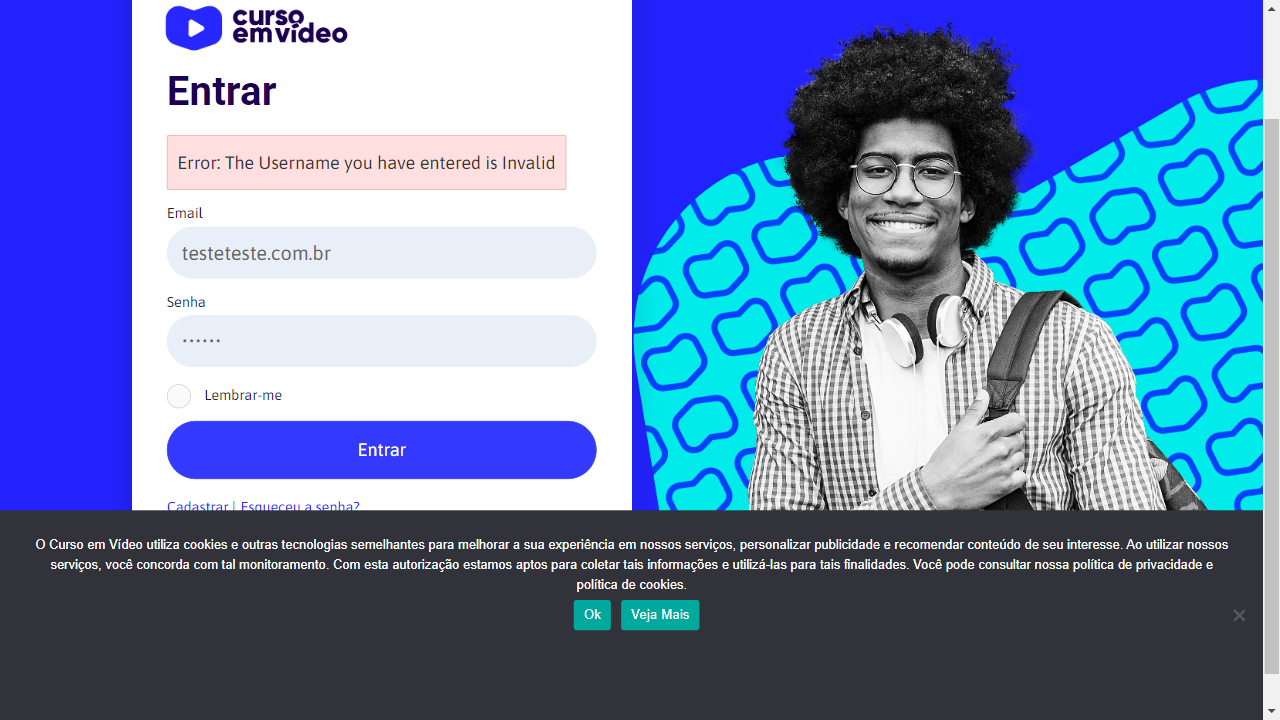 curso
em vídeo
Entrar
Error: The Username you have entered is Invalid
Email
testeteste.com.br
Senha
••••••
Lembrar-me
Entrar
Cadastrar | Esqueceu a senha?
O Curso em Vídeo utiliza cookies e outras tecnologias semelhantes para melhorar a sua experiência em nossos serviços, personalizar publicidade e recomendar conteúdo de seu interesse. Ao utilizar nossos
serviços, você concorda com tal monitoramento. Com esta autorização estamos aptos para coletar tais informações e utilizá-las para tais finalidades. Você pode consultar nossa política de privacidade e
política de cookies.
Ok Veja Mais